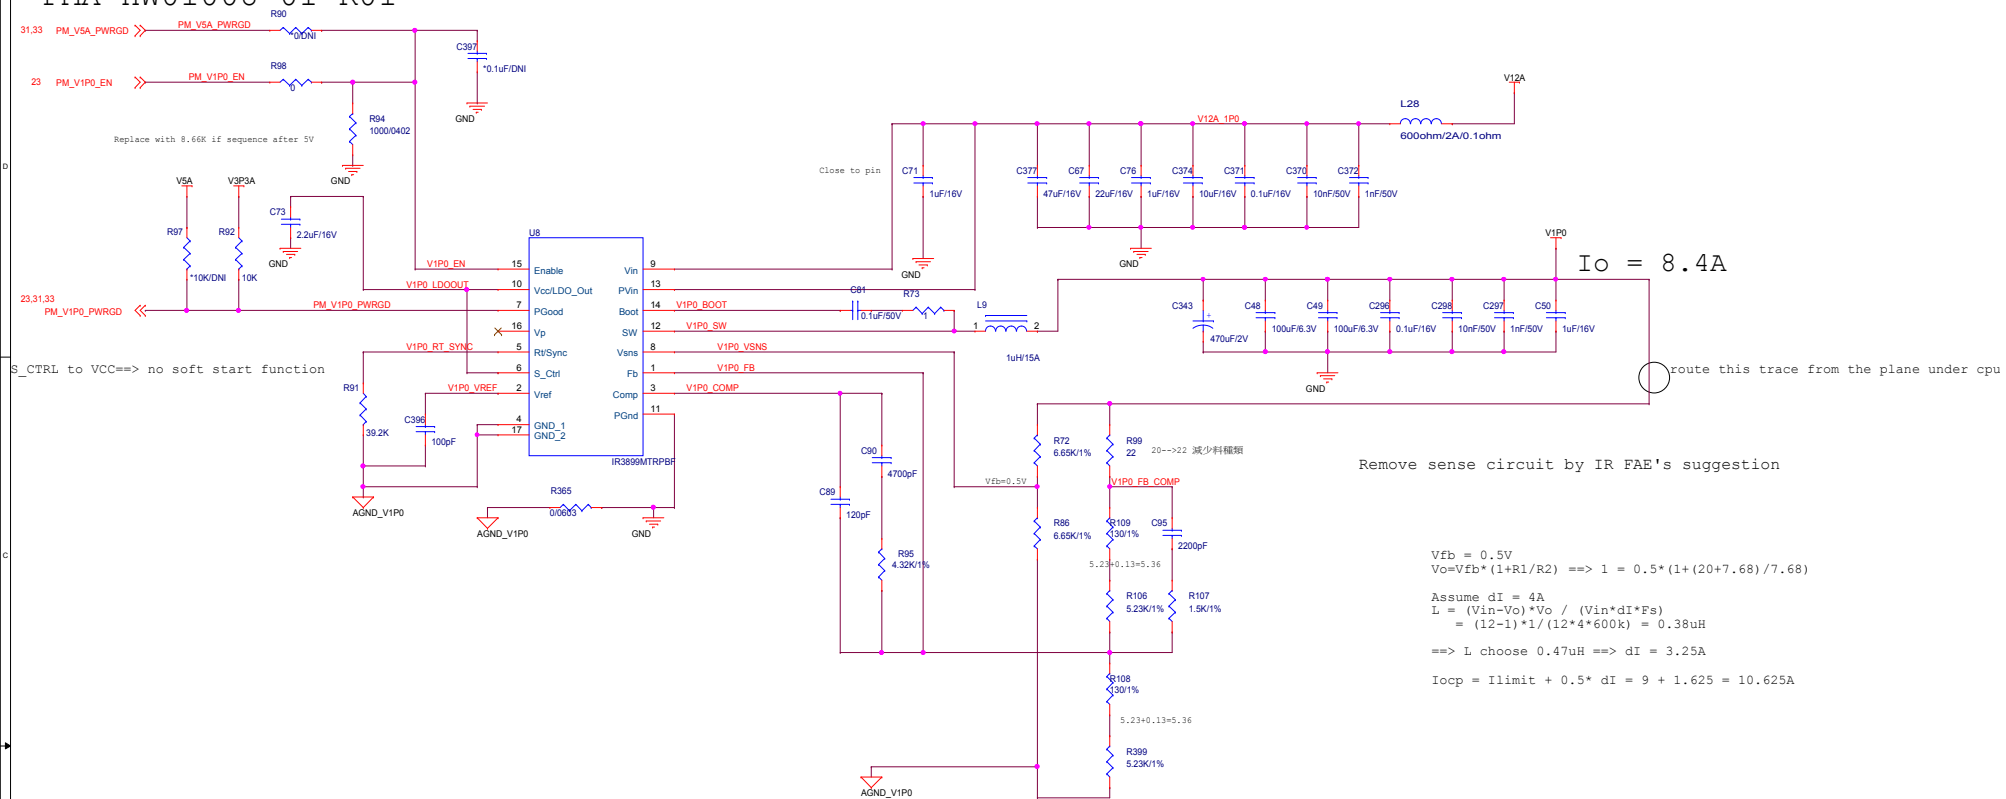 R90
31,33 PM_V5A_PWRGD PM_V5A_PWRGD
*0/DNI
C397
*0.1uF/DNI
GND
R98
23 PM_V1P0_EN PM_V1P0_EN
0
R94
1000/0402
Replace with 8.66K if sequence after 5V
GND
V5A V3P3A
C73
2.2uF/16V
GND
R97 R92
*10K/DNI 10K
23,31,33
PM_V1P0_PWRGD
PM_V1P0_PWRGD
S_CTRL to VCC==> no soft start function
V1P0_EN
V1P0_LDOOUT
V1P0_RT_SYNC
V1P0_VREF
R91
39.2K
C396
100pF
AGND_V1P0
U8
15 Enable Vin 9
10 Vcc/LDO_Out PVin 13
7 PGood Boot 14
16 Vp SW 12
5 Rt/Sync Vsns 8
6 S_Ctrl Fb 1
2 Vref Comp 3
PGnd 11
4 GND_1
17 GND_2
IR3899MTRPBF
R365
0/0603
AGND_V1P0 GND
V1P0_BOOT
V1P0_SW
V1P0_VSNS
V1P0_FB
V1P0_COMP
Close to pin
C71
1uF/16V
GND
V12A_1P0
V12A
L28
600ohm/2A/0.1ohm
C377 C67 C76 C374 C371 C370 C372
47uF/16V 22uF/16V 1uF/16V 10uF/16V 0.1uF/16V 10nF/50V 1nF/50V
GND
C81
0.1uF/50V
R73
1
L9
1 2
1uH/15A
V1P0
Io = 8.4A
C343 C48 C49 C296 C298 C297 C50
+
470uF/2V 100uF/6.3V 100uF/6.3V 0.1uF/16V 10nF/50V 1nF/50V 1uF/16V
GND
route this trace from the plane under cpu
C90
4700pF
C89
120pF
R95
4.32K/1%
R72
6.65K/1%
R99
22
20-->22 減少料種類
Vfb=0.5V
V1P0_FB_COMP
R86
6.65K/1%
R109
130/1%
C95
2200pF
5.23+0.13=5.36
R106
5.23K/1%
R107
1.5K/1%
R108
130/1%
5.23+0.13=5.36
R399
5.23K/1%
AGND_V1P0
Remove sense circuit by IR FAE's suggestion
Vfb = 0.5V
Vo=Vfb*(1+R1/R2) ==> 1 = 0.5*(1+(20+7.68)/7.68)
Assume dI = 4A
L = (Vin-Vo)*Vo / (Vin*dI*Fs)
= (12-1)*1/(12*4*600k) = 0.38uH
==> L choose 0.47uH ==> dI = 3.25A
Iocp = Ilimit + 0.5* dI = 9 + 1.625 = 10.625A
D
C